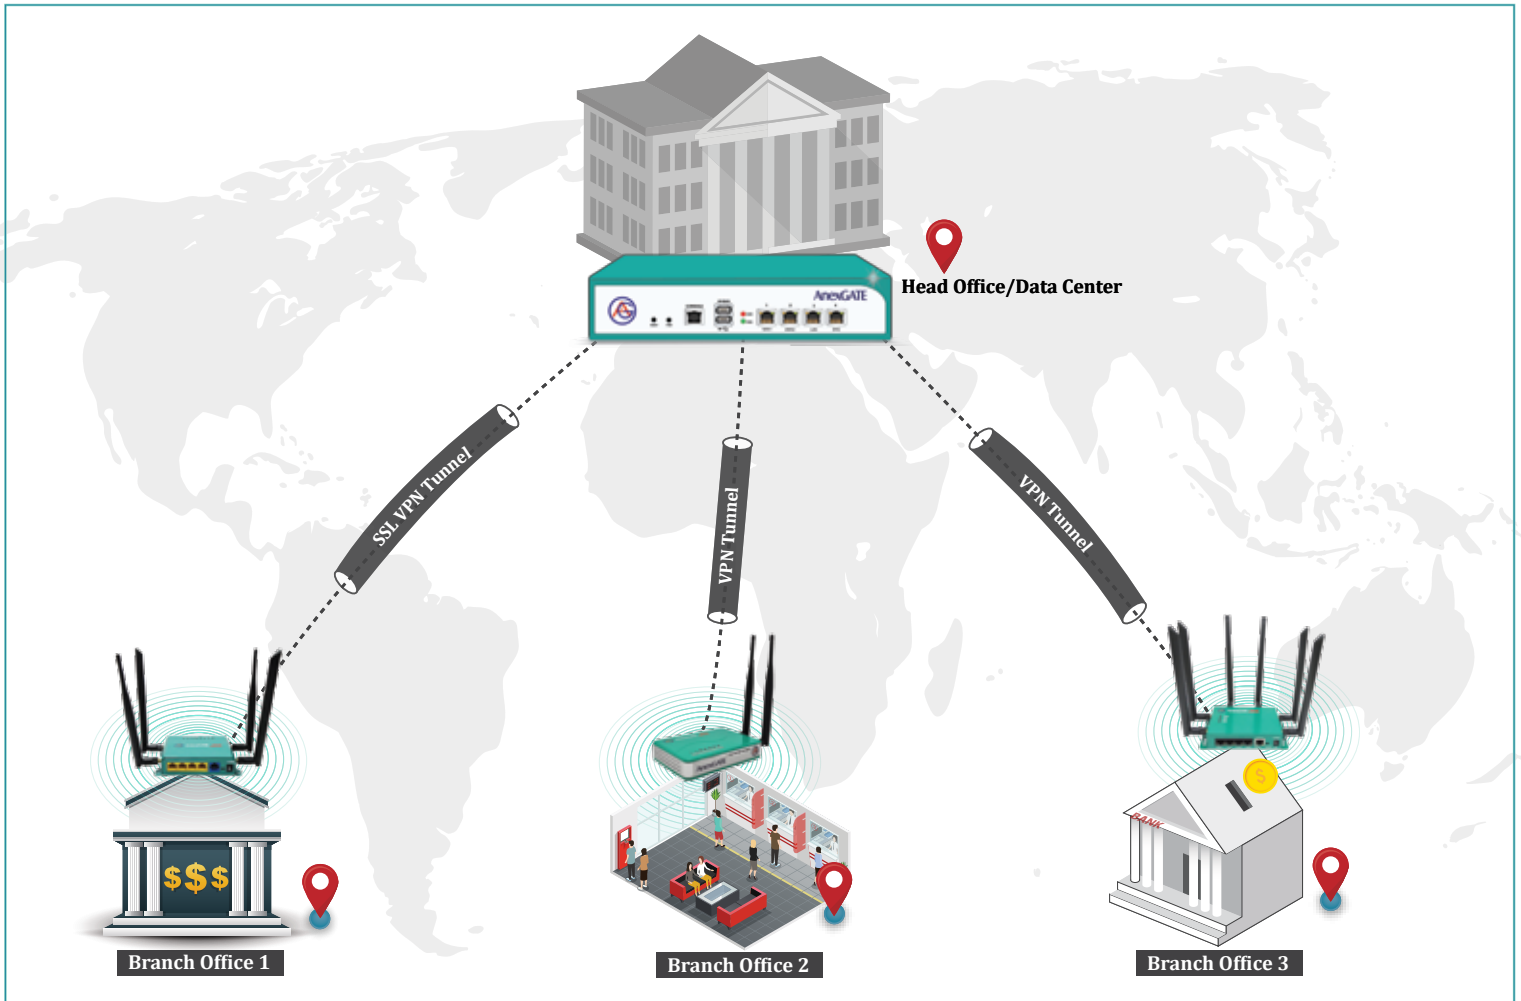 AnexGATE
Head Office/Data Center
SSL VPN Tunnel
VPN Tunnel
VPN Tunnel
AnexGATE
$$$
$
BANK
Branch Office 1
Branch Office 2
Branch Office 3